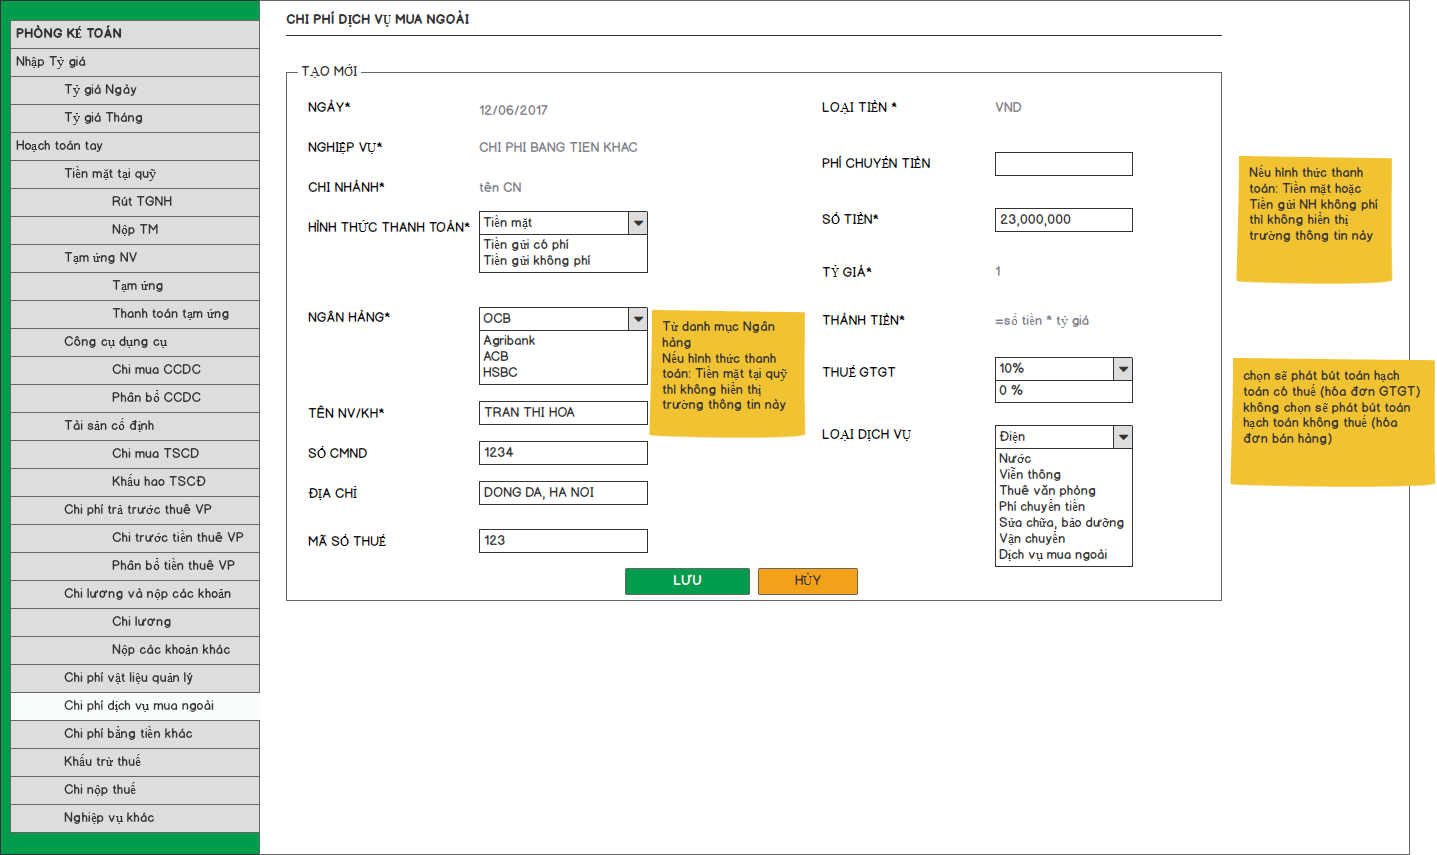 PHÒNG KẾ TOÁN
Nhập Tỷ giá
Tỷ giá Ngày
Tỷ giá Tháng
Hoạch toán tay
Tiền mặt tại quỹ
Rút TGNH
Nộp TM
Tạm ứng NV
Tạm ứng
Thanh toán tạm ứng
Công cụ dụng cụ
Chi mua CCDC
Phân bổ CCDC
Tài sản cố định
Chi mua TSCD
Khấu hao TSCĐ
Chi phí trả trước thuê VP
Chi trước tiền thuê VP
Phân bổ tiền thuê VP
Chi lương và nộp các khoản
Chi lương
Nộp các khoản khác
Chi phí vật liệu quản lý
Chi phí dịch vụ mua ngoài
Chi phí bằng tiền khác
Khấu trừ thuế
Chi nộp thuế
Nghiệp vụ khác
CHI PHÍ DỊCH VỤ MUA NGOÀI
TẠO MỚI
NGÀY*
12/06/2017
NGHIỆP VỤ*
CHI PHI BANG TIEN KHAC
CHI NHÁNH*
tên CN
HÌNH THỨC THANH TOÁN*
Tiền mặt
Tiền gửi có phí
Tiền gửi không phí
NGÂN HÀNG*
OCB
Agribank
ACB
HSBC
Từ danh mục Ngân
hàng
Nếu hình thức thanh
toán: Tiền mặt tại quỹ
thì không hiển thị
trường thông tin này
TÊN NV/KH*
TRAN THI HOA
SỐ CMND
1234
ĐỊA CHỈ
DONG DA, HA NOI
MÃ SỐ THUẾ
123
LOẠI TIỀN *
VND
PHÍ CHUYỂN TIỀN
SỐ TIỀN*
23,000,000
TỶ GIÁ*
1
THÀNH TIỀN*
=số tiền * tỷ giá
THUẾ GTGT
10%
0 %
LOẠI DỊCH VỤ
Điện
Nước
Viễn thông
Thuê văn phòng
Phí chuyển tiền
Sửa chữa, bảo dưỡng
Vận chuyển
Dịch vụ mua ngoài
LƯU
HỦY
Nếu hình thức thanh
toán: Tiền mặt hoặc
Tiền gửi NH không phí
thì không hiển thị
trường thông tin này
chọn sẽ phát bút toán hạch
toán có thuế (hóa đơn GTGT)
không chọn sẽ phát bút toán
hạch toán không thuế (hóa
đơn bán hàng)